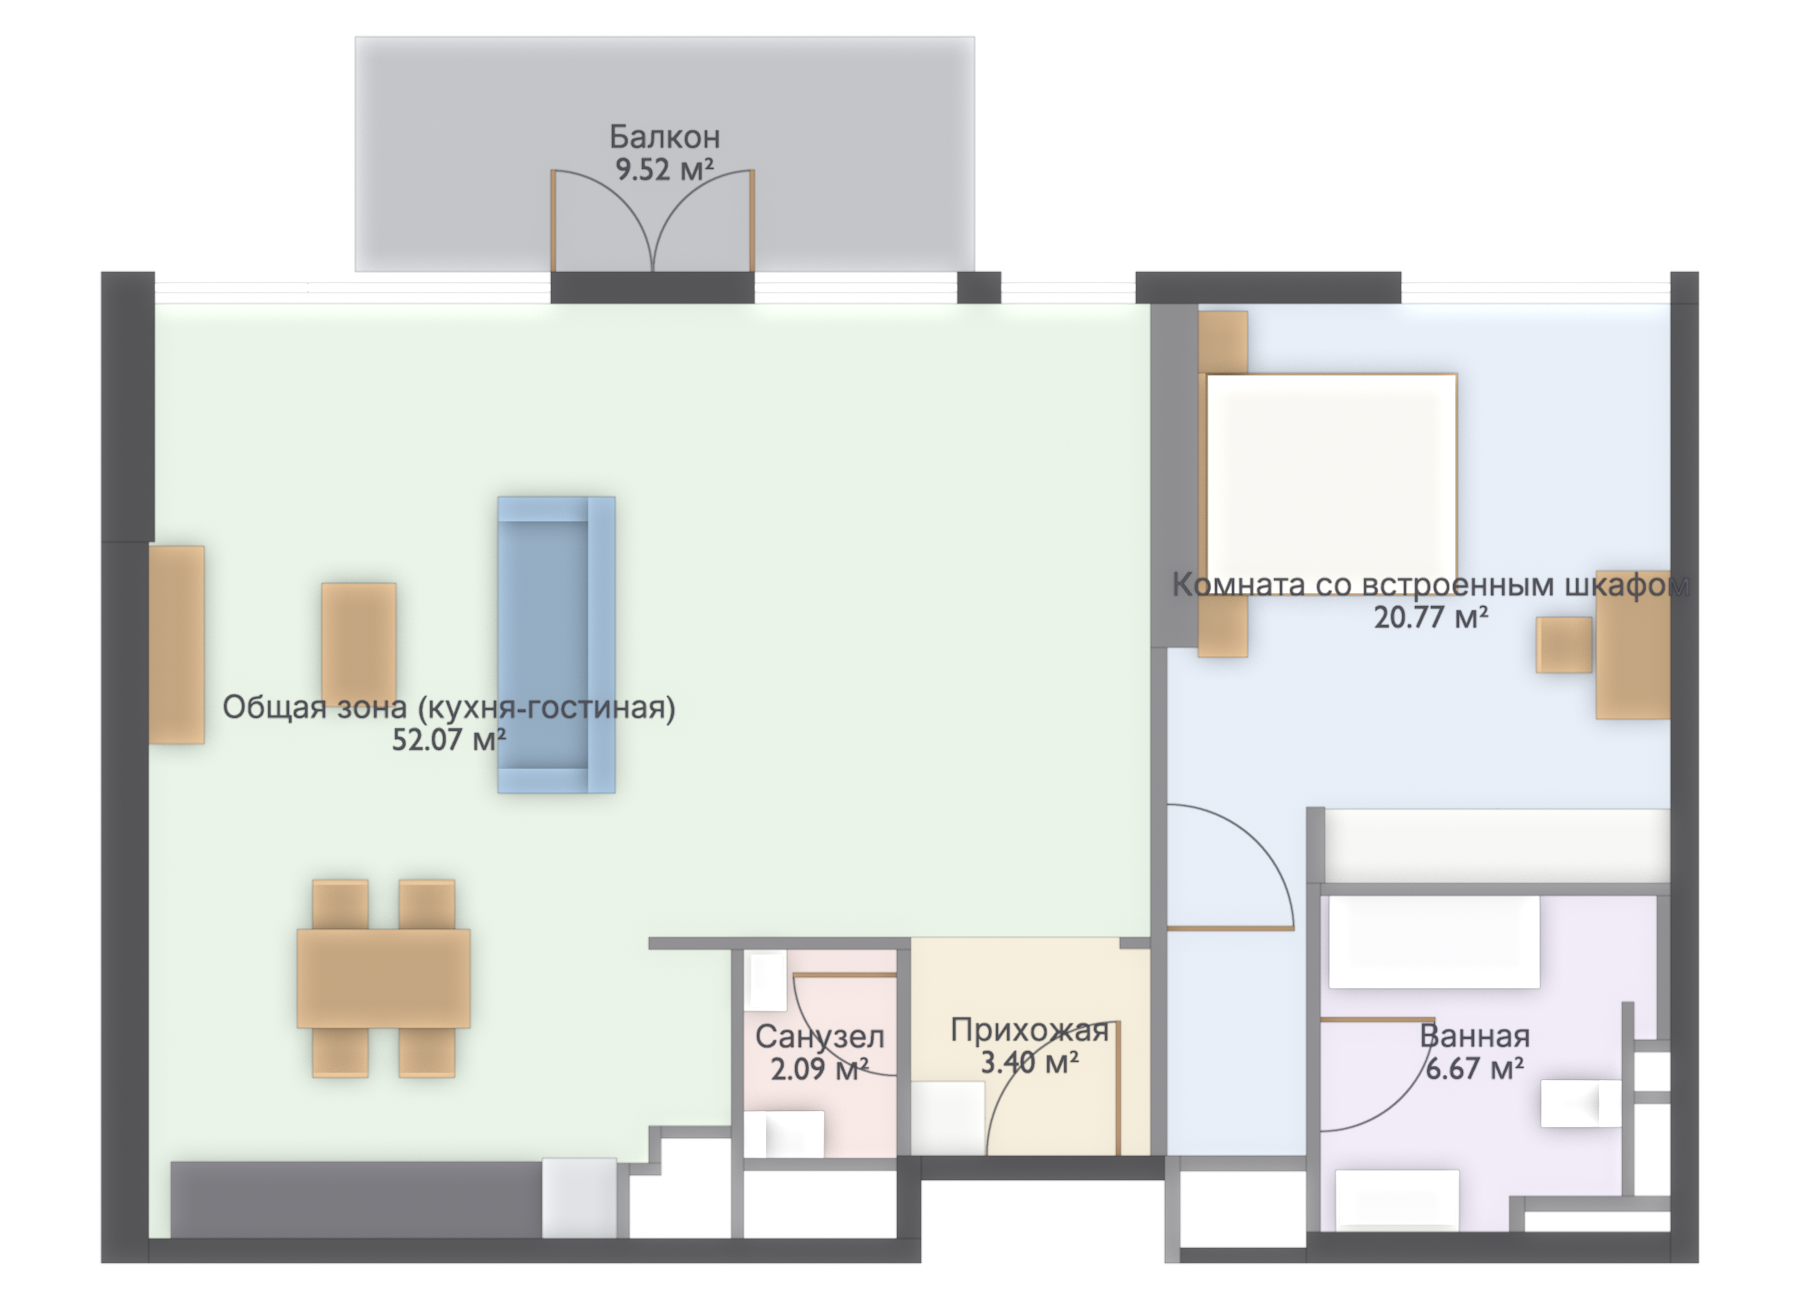 Балкон
9.52 м²
Комната со встроенным шкафом
20.77 м²
Общая зона (кухня-гостиная)
52.07 м²
Санузел
2.09 м²
Прихожая
3.40 м²
Ванная
6.67 м²